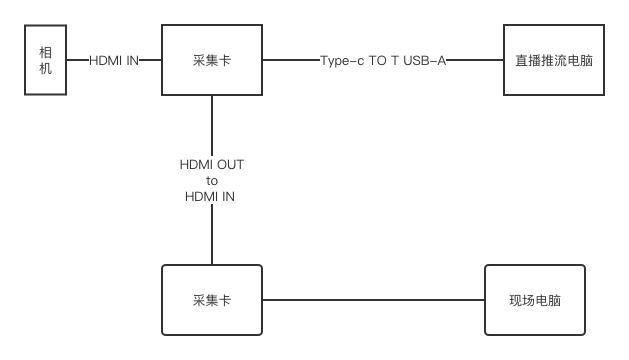 相
机
HDMI IN
采集卡
Type-c TO T USB-A
直播推流电脑
HDMI OUT
to
HDMI IN
采集卡
现场电脑